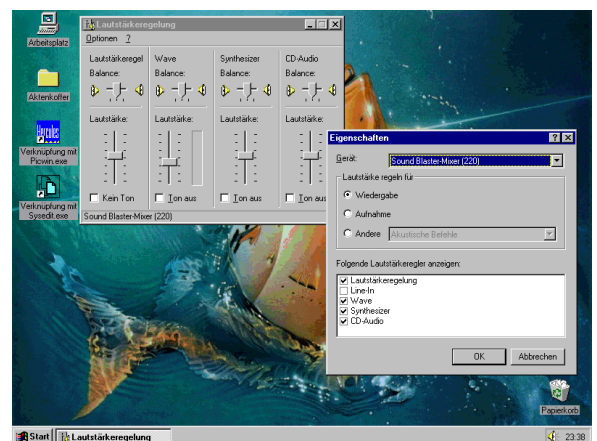 Arbeitsplatz
Aktenkoffer
Hercules
Verknüpfung mit
Picwin.exe
Verknüpfung mit
Sysedit.exe
Lautstärkeregelung
Optionen ?
Lautstärkeregel
Balance:
Lautstärke:
Kein Ton
Wave
Balance:
Lautstärke:
Ton aus
Synthesizer
Balance:
Lautstärke:
Ton aus
CD-Audio
Balance:
Lautstärke:
Ton aus
Sound Blaster-Mixer (220)
Eigenschaften
Gerät: Sound Blaster-Mixer (220)
Lautstärke regeln für
Wiedergabe
Aufnahme
Andere Akustische Befehle
Folgende Lautstärkeregler anzeigen:
Lautstärkeregelung
Line-In
Wave
Synthesizer
CD-Audio
OK Abbrechen
Papierkorb
Start Lautstärkeregelung 23:38